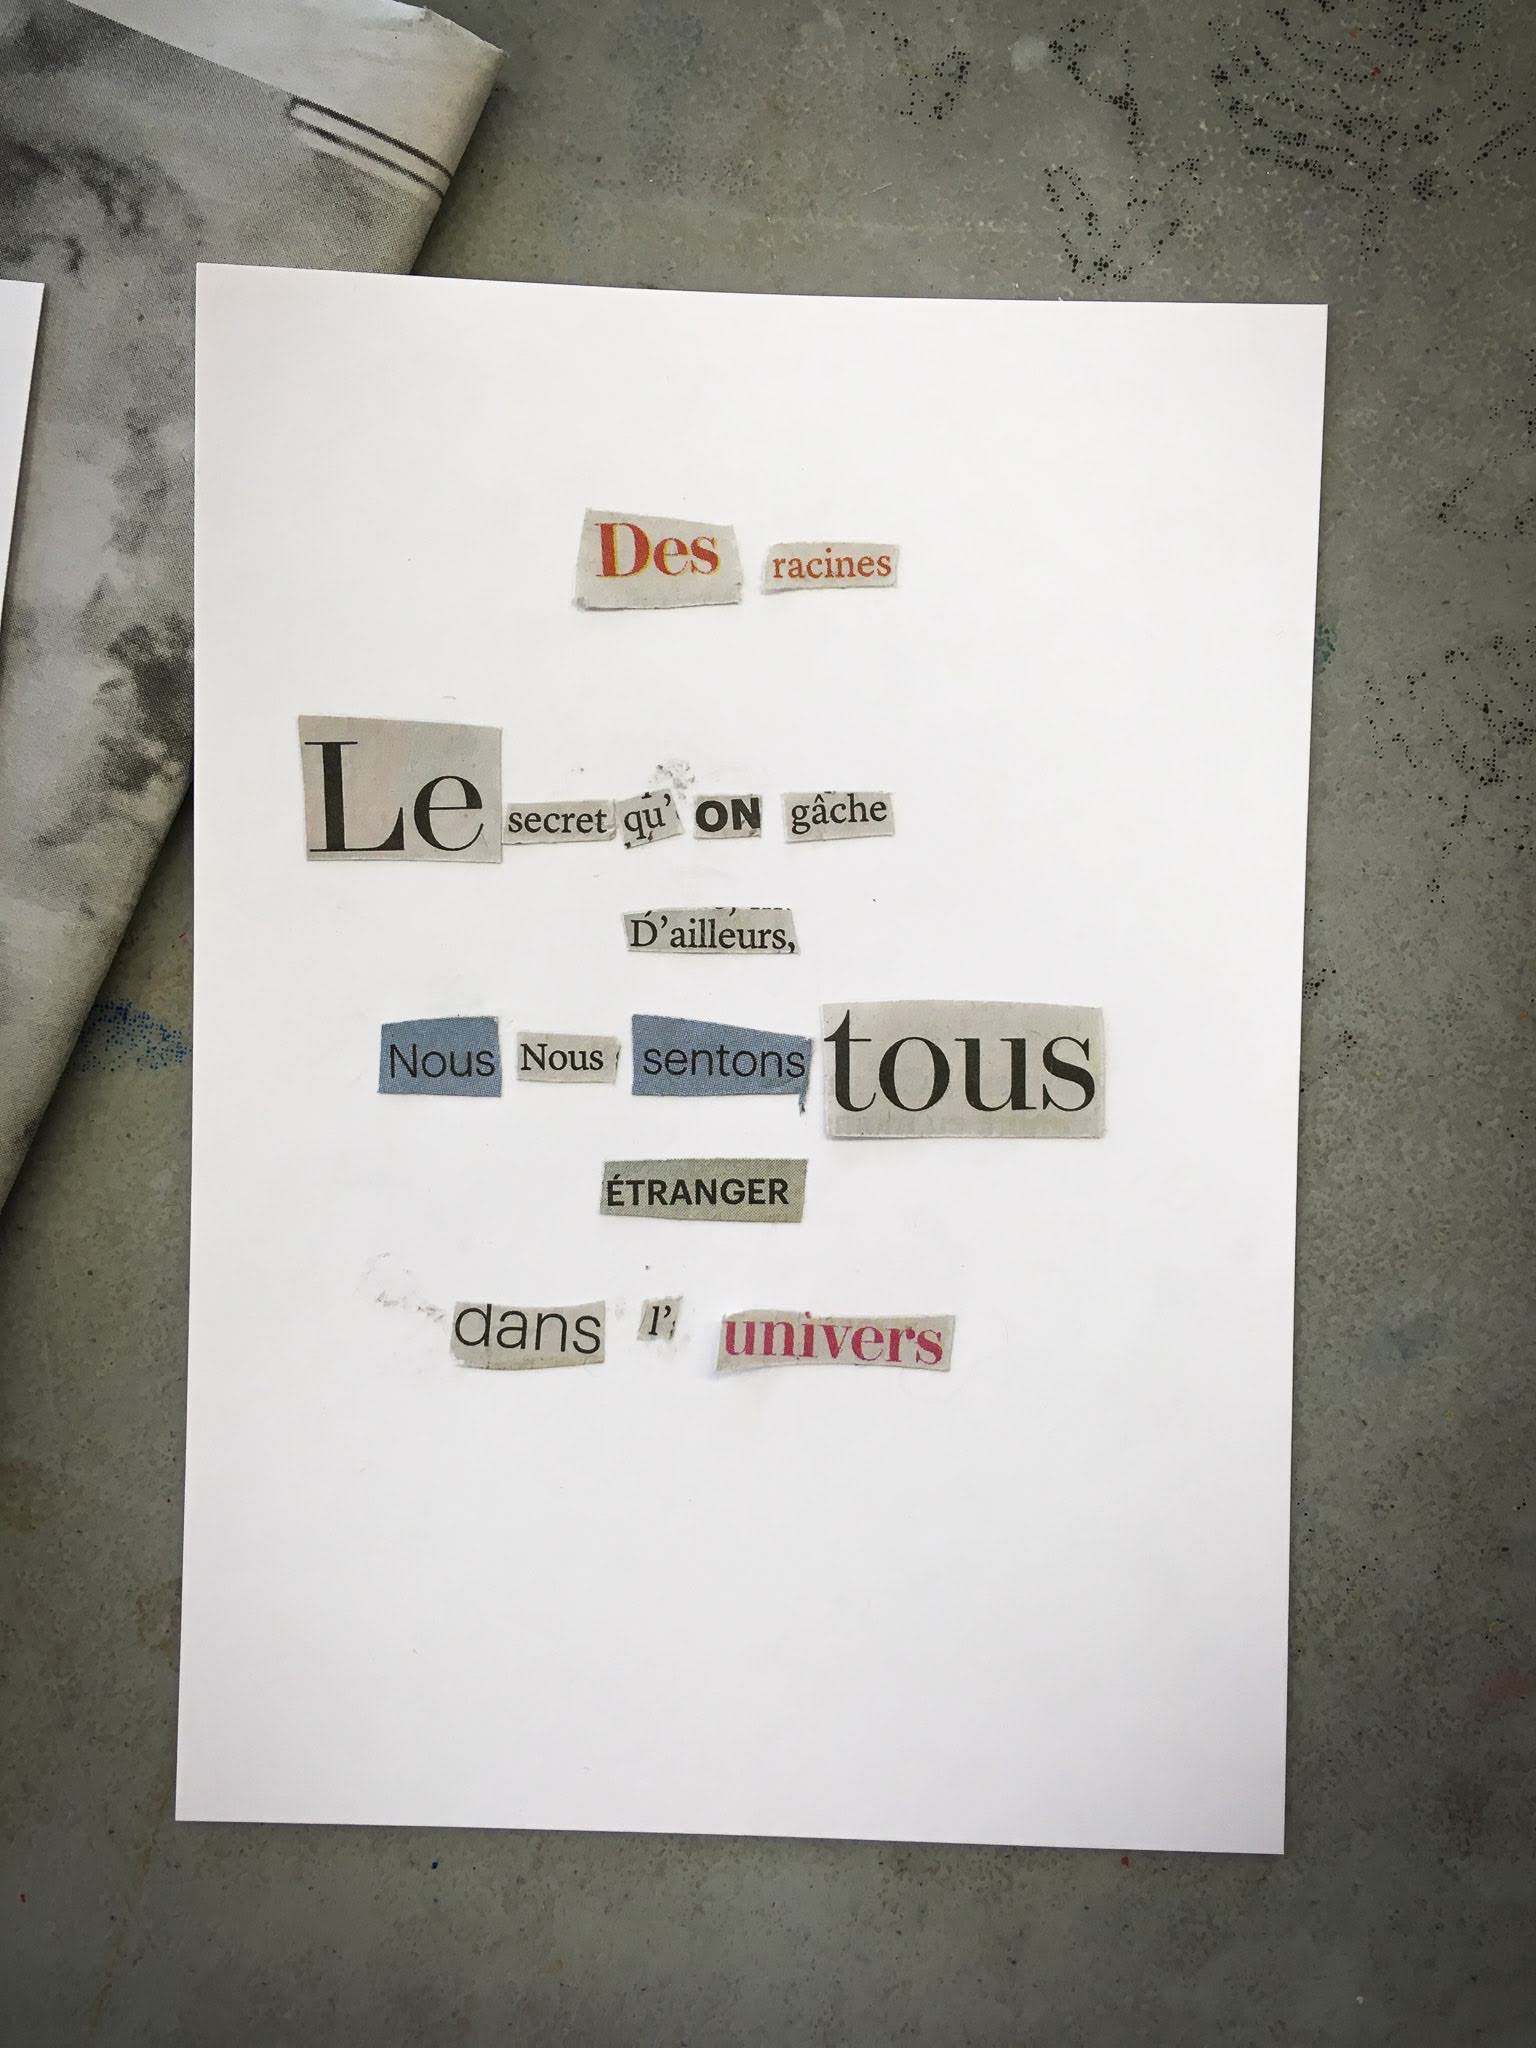 Des racines
Le secret qu' ON gâche
D'ailleurs,
Nous Nous sentons tous
ÉTRANGER
dans l' univers